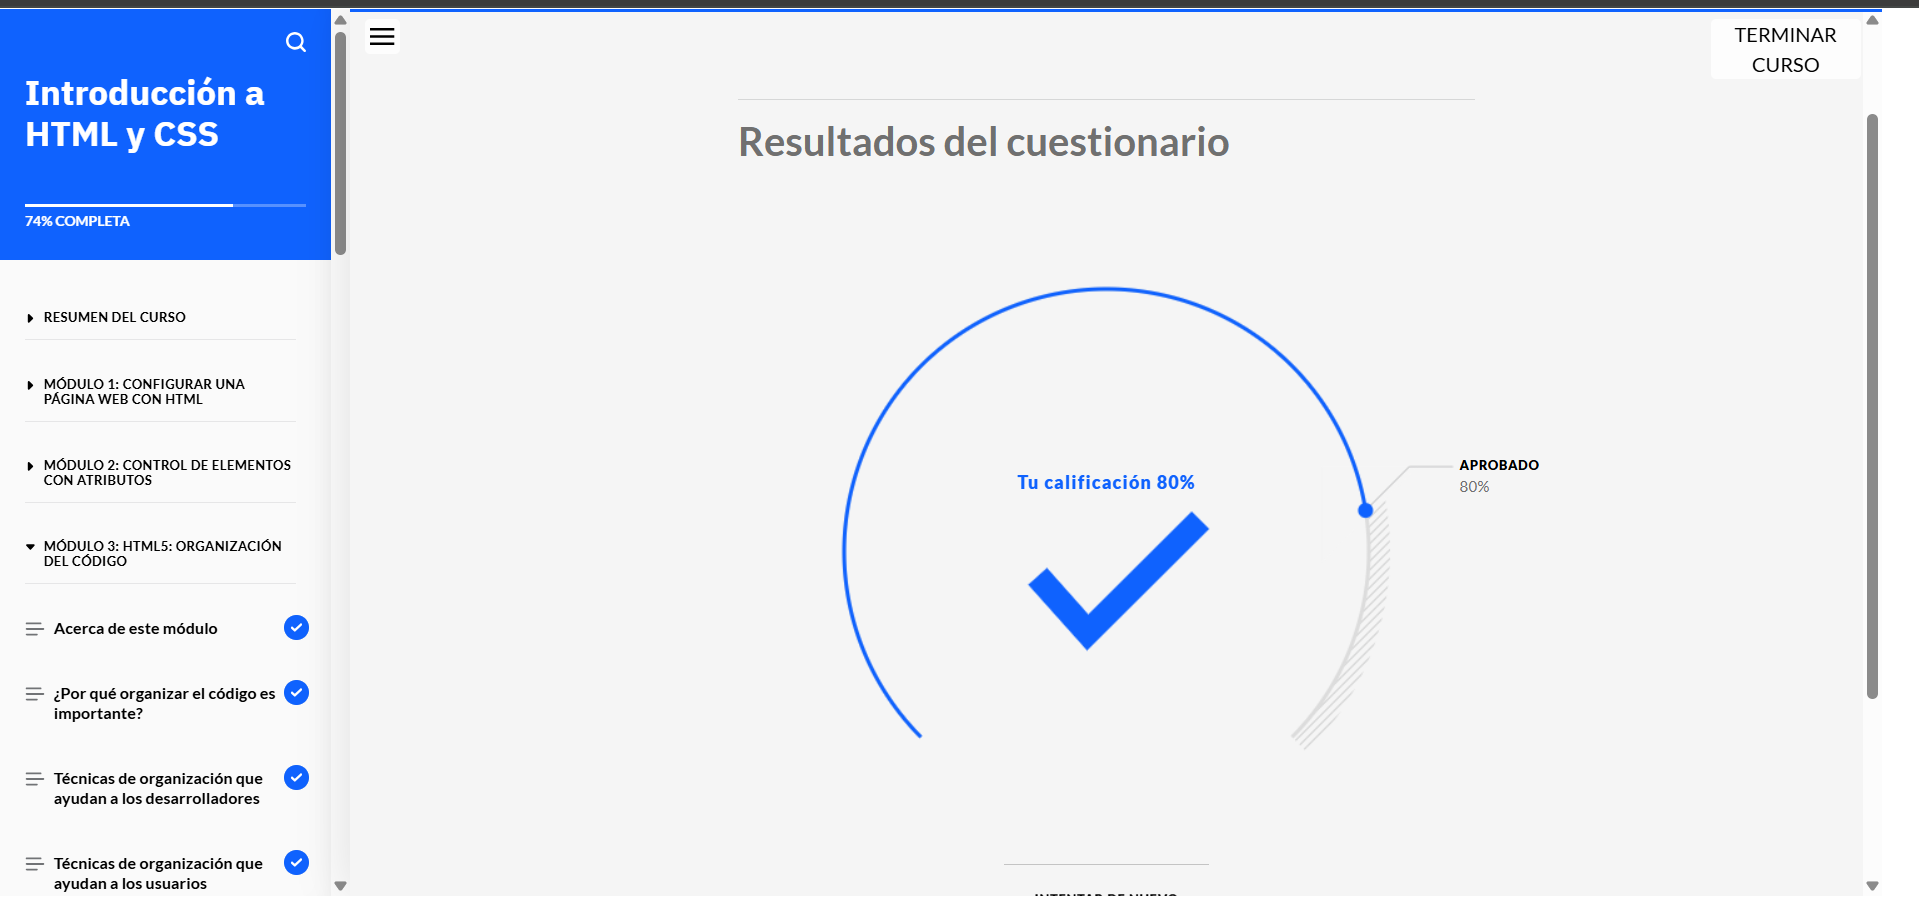 Introducción a
HTML y CSS
74% COMPLETA
RESUMEN DEL CURSO
MÓDULO 1: CONFIGURAR UNA
PÁGINA WEB CON HTML
MÓDULO 2: CONTROL DE ELEMENTOS
CON ATRIBUTOS
MÓDULO 3: HTML5: ORGANIZACIÓN
DEL CÓDIGO
Acerca de este módulo
¿Por qué organizar el código es
importante?
Técnicas de organización que
ayudan a los desarrolladores
Técnicas de organización que
ayudan a los usuarios
TERMINAR
CURSO
Resultados del cuestionario
Tu calificación 80%
APROBADO
80%
INTENTAR DE NUEVO